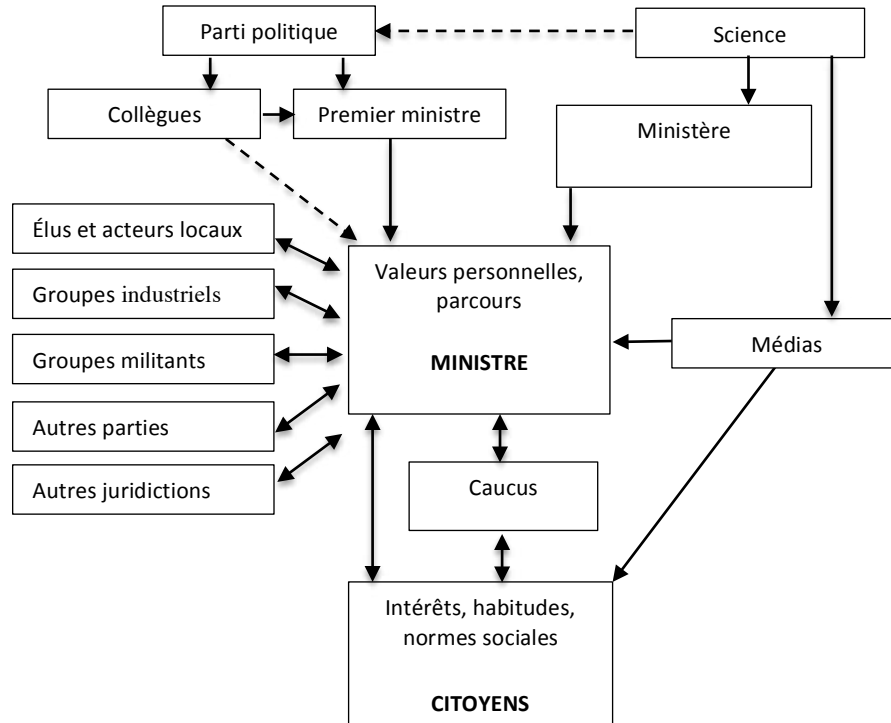 Parti politique
Science
Collègues
Premier ministre
Ministère
Élus et acteurs locaux
Groupes industriels
Groupes militants
Autres parties
Autres juridictions
Valeurs personnelles,
parcours
MINISTRE
Médias
Caucus
Intérêts, habitudes,
normes sociales
CITOYENS